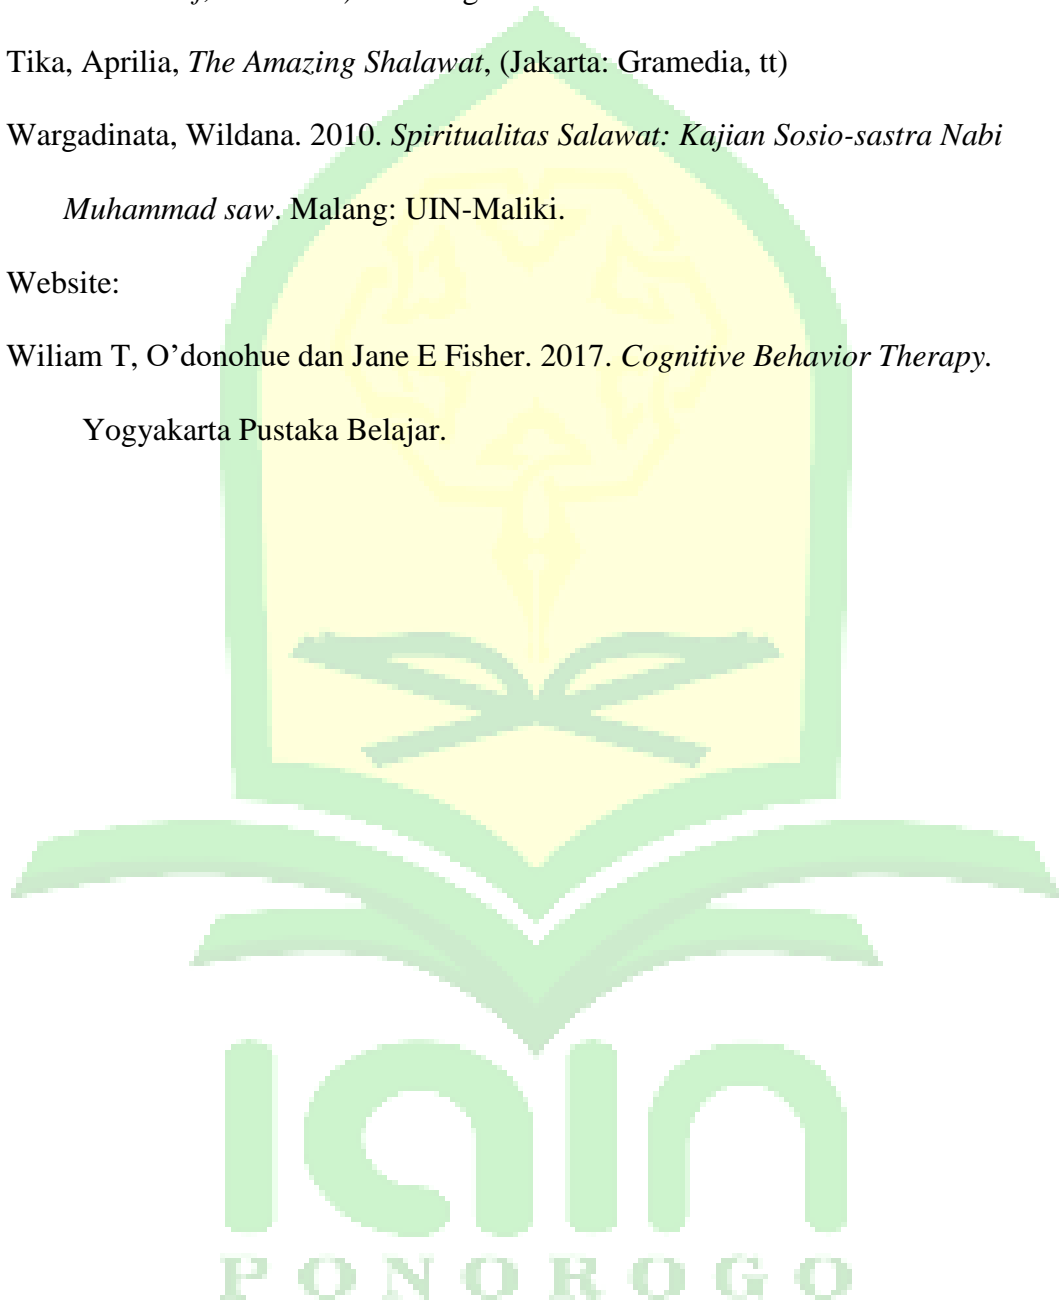 Tika, Aprilia, The Amazing Shalawat, (Jakarta: Gramedia, tt)
Wargadinata, Wildana. 2010. Spiritualitas Salawat: Kajian Sosio-sastra Nabi
Muhammad saw. Malang: UIN-Maliki.
Website:
Wiliam T, O’donohue dan Jane E Fisher. 2017. Cognitive Behavior Therapy.
Yogyakarta Pustaka Belajar.
iain
PONOROGO